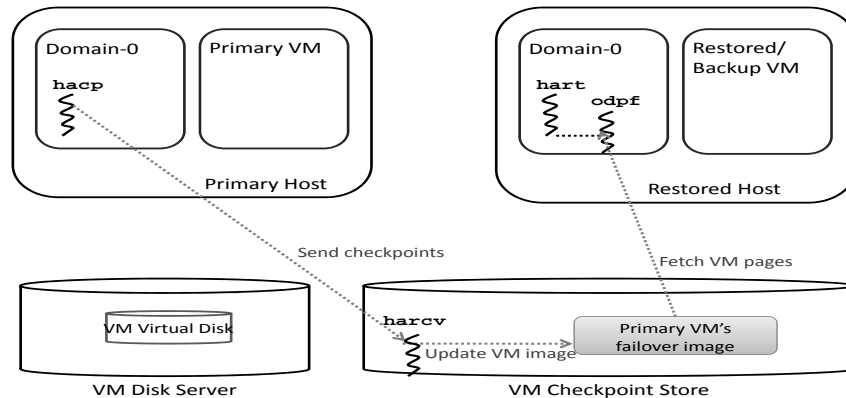 Domain-0
Primary VM
hacp
Primary Host
Domain-0
Restored/
Backup VM
hart
odpf
Restored Host
Send checkpoints
Fetch VM pages
VM Virtual Disk
harcv
Update VM image
Primary VM's
failover image
VM Disk Server
VM Checkpoint Store